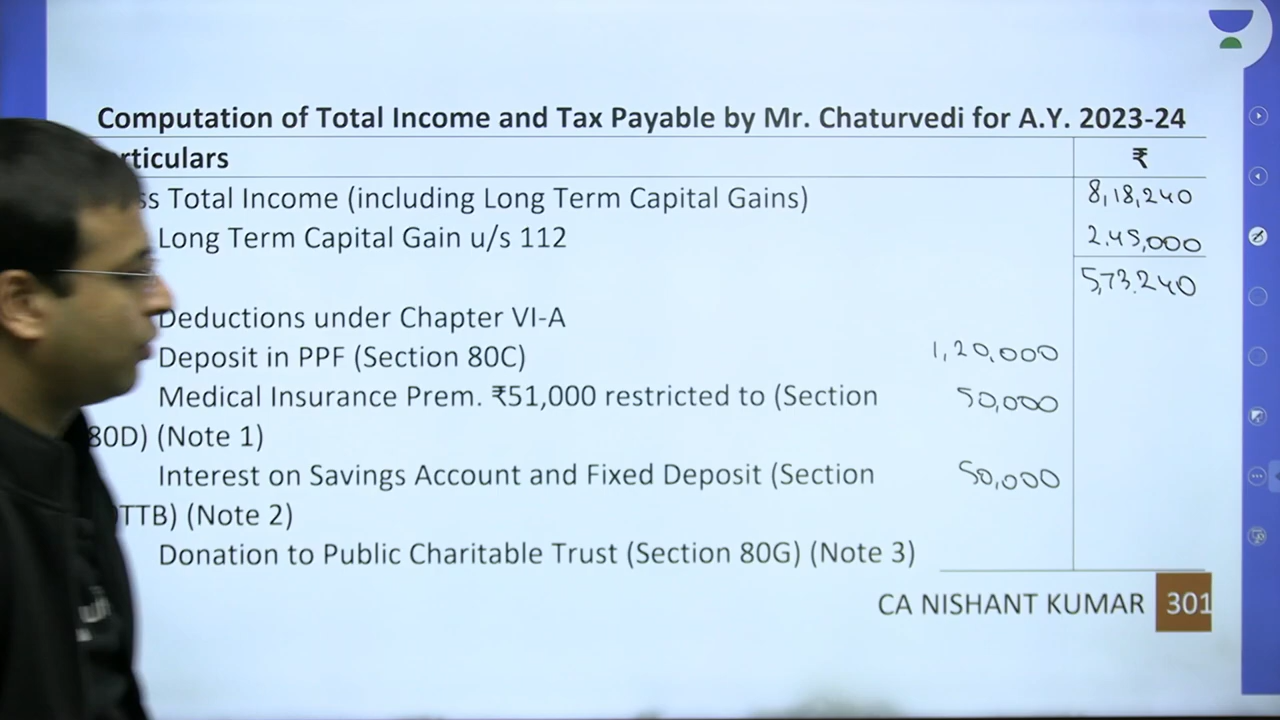 Computation of Total Income and Tax Payable by Mr. Chaturvedi for A.Y. 2023-24
rticulars ₹
ss Total Income (including Long Term Capital Gains) 8,18,240
Long Term Capital Gain u/s 112 2,45,000
5,73,240
Deductions under Chapter VI-A
Deposit in PPF (Section 80C) 1,20,000
Medical Insurance Prem. ₹51,000 restricted to (Section 50,000
80D) (Note 1)
Interest on Savings Account and Fixed Deposit (Section 50,000
TTB) (Note 2)
Donation to Public Charitable Trust (Section 80G) (Note 3)
CA NISHANT KUMAR 301